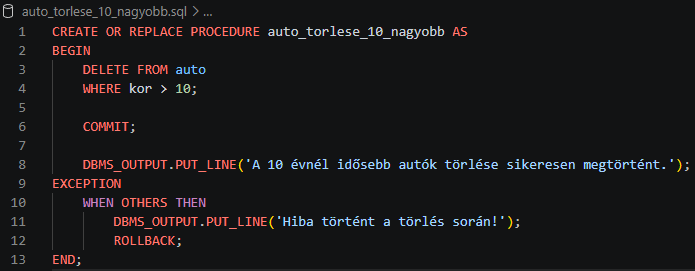 auto_torlese_10_nagyobb.sql > ...
1 CREATE OR REPLACE PROCEDURE auto_torlese_10_nagyobb AS
2 BEGIN
3 DELETE FROM auto
4 WHERE kor > 10;
5
6 COMMIT;
7
8 DBMS_OUTPUT.PUT_LINE('A 10 évnél idősebb autók törlése sikeresen megtörtént.');
9 EXCEPTION
10 WHEN OTHERS THEN
11 DBMS_OUTPUT.PUT_LINE('Hiba történt a törlés során!');
12 ROLLBACK;
13 END;